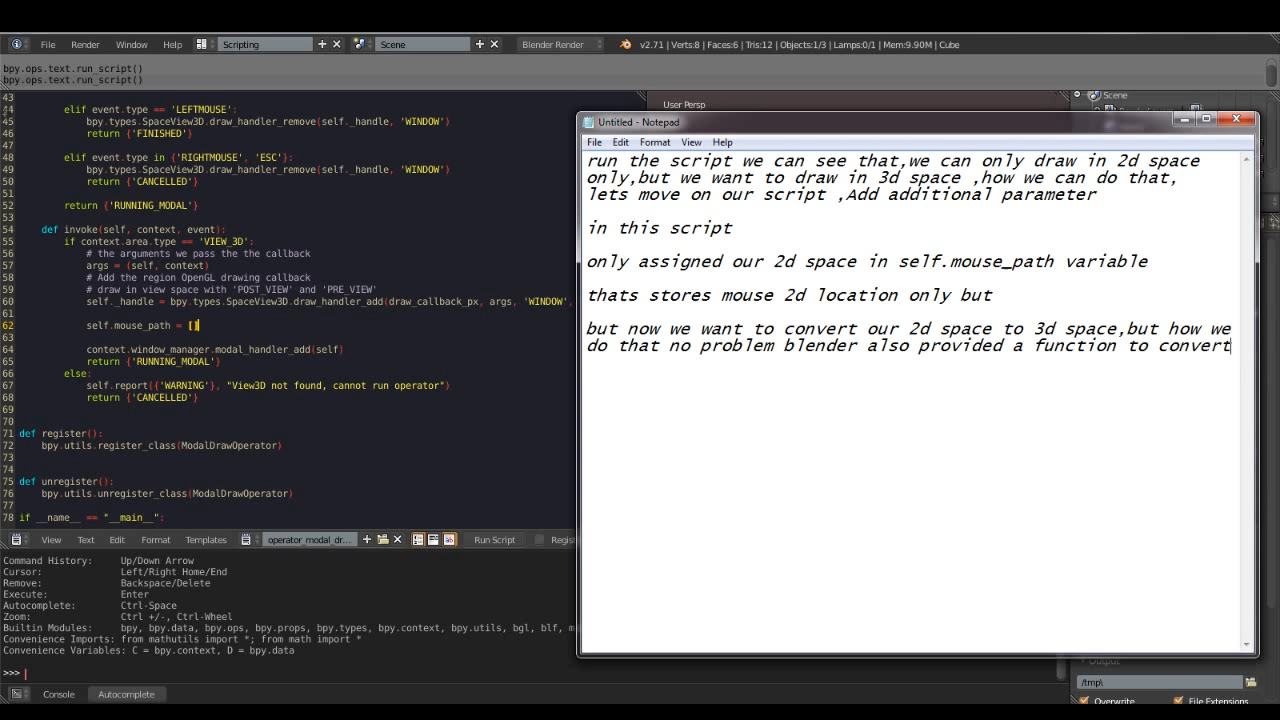 File Render Window Help Scripting Scene Blender Render v2.71 | Verts:8 | Faces:6 | Tris:12 | Objects:1/3 | Lamps:0/1 | Mem:9.90M | Cube
bpy.ops.text.run_script()
bpy.ops.text.run_script()
43
44 elif event.type == 'LEFTMOUSE':
45 bpy.types.SpaceView3D.draw_handler_remove(self._handle, 'WINDOW')
46 return {'FINISHED'}
47
48 elif event.type in {'RIGHTMOUSE', 'ESC'}:
49 bpy.types.SpaceView3D.draw_handler_remove(self._handle, 'WINDOW')
50 return {'CANCELLED'}
51
52 return {'RUNNING_MODAL'}
53
54 def invoke(self, context, event):
55 if context.area.type == 'VIEW_3D':
56 # the arguments we pass the the callback
57 args = (self, context)
58 # Add the region OpenGL drawing callback
59 # draw in view space with 'POST_VIEW' and 'PRE_VIEW'
60 self._handle = bpy.types.SpaceView3D.draw_handler_add(draw_callback_px, args, 'WINDOW',
61
62 self.mouse_path = []
63
64 context.window_manager.modal_handler_add(self)
65 return {'RUNNING_MODAL'}
66 else:
67 self.report({'WARNING'}, "View3D not found, cannot run operator")
68 return {'CANCELLED'}
69
70
71 def register():
72 bpy.utils.register_class(ModalDrawOperator)
73
74
75 def unregister():
76 bpy.utils.unregister_class(ModalDrawOperator)
77
78 if __name__ == "__main__":
View Text Edit Format Templates operator_modal_dr... Run Script Regist
Command History: Up/Down Arrow
Cursor: Left/Right Home/End
Remove: Backspace/Delete
Execute: Enter
Autocomplete: Ctrl-Space
Zoom: Ctrl +/-, Ctrl-Wheel
Builtin Modules: bpy, bpy.data, bpy.ops, bpy.props, bpy.types, bpy.context, bpy.utils, bgl, blf, m
Convenience Imports: from mathutils import *; from math import *
Convenience Variables: C = bpy.context, D = bpy.data
>>>
Console Autocomplete
User Persp
Scene
Untitled - Notepad
File Edit Format View Help
run the script we can see that,we can only draw in 2d space
only,but we want to draw in 3d space ,how we can do that,
lets move on our script ,Add additional parameter
in this script
only assigned our 2d space in self.mouse_path variable
thats stores mouse 2d location only but
but now we want to convert our 2d space to 3d space,but how we
do that no problem blender also provided a function to convert
Output
/tmp\
Overwrite File Extensions